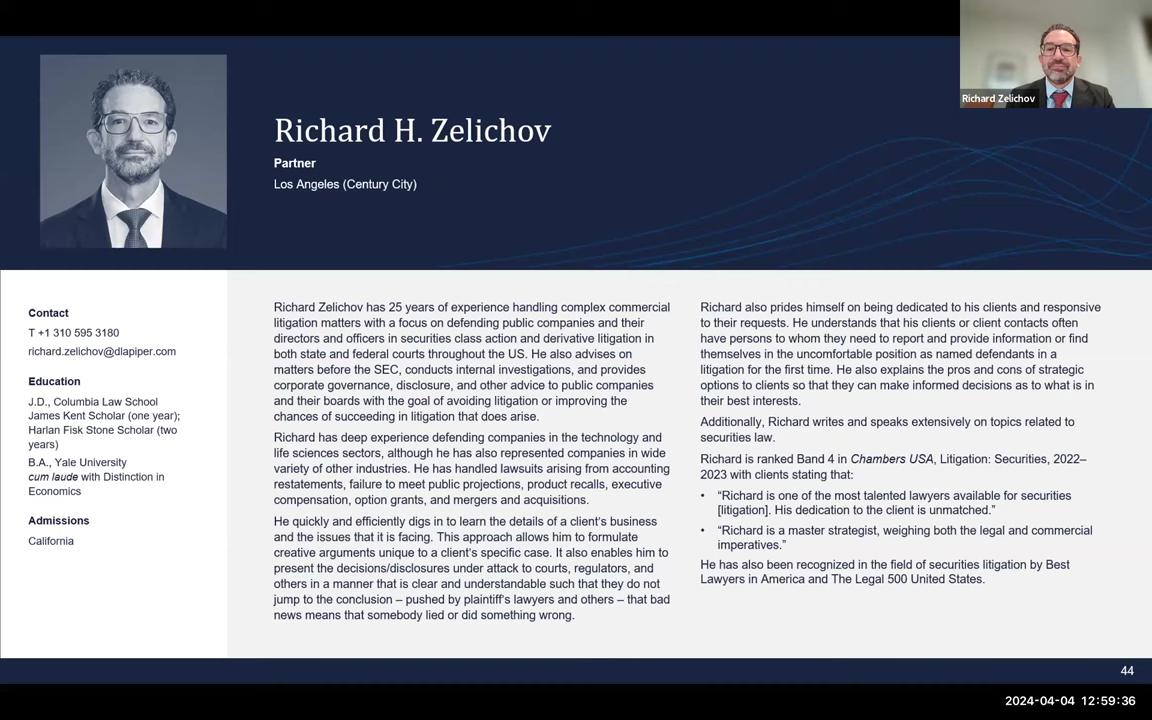 Richard Zelichov
Richard H. Zelichov
Partner
Los Angeles (Century City)
Contact
T +1 310 595 3180
richard.zelichov@dlapiper.com
Education
J.D., Columbia Law School
James Kent Scholar (one year);
Harlan Fisk Stone Scholar (two
years)
B.A., Yale University
cum laude with Distinction in
Economics
Admissions
California
Richard Zelichov has 25 years of experience handling complex commercial
litigation matters with a focus on defending public companies and their
directors and officers in securities class action and derivative litigation in
both state and federal courts throughout the US. He also advises on
matters before the SEC, conducts internal investigations, and provides
corporate governance, disclosure, and other advice to public companies
and their boards with the goal of avoiding litigation or improving the
chances of succeeding in litigation that does arise.
Richard has deep experience defending companies in the technology and
life sciences sectors, although he has also represented companies in wide
variety of other industries. He has handled lawsuits arising from accounting
restatements, failure to meet public projections, product recalls, executive
compensation, option grants, and mergers and acquisitions.
He quickly and efficiently digs in to learn the details of a client's business
and the issues that it is facing. This approach allows him to formulate
creative arguments unique to a client's specific case. It also enables him to
present the decisions/disclosures under attack to courts, regulators, and
others in a manner that is clear and understandable such that they do not
jump to the conclusion – pushed by plaintiff's lawyers and others – that bad
news means that somebody lied or did something wrong.
Richard also prides himself on being dedicated to his clients and responsive
to their requests. He understands that his clients or client contacts often
have persons to whom they need to report and provide information or find
themselves in the uncomfortable position as named defendants in a
litigation for the first time. He also explains the pros and cons of strategic
options to clients so that they can make informed decisions as to what is in
their best interests.
Additionally, Richard writes and speaks extensively on topics related to
securities law.
Richard is ranked Band 4 in Chambers USA, Litigation: Securities, 2022–
2023 with clients stating that:
• “Richard is one of the most talented lawyers available for securities
[litigation]. His dedication to the client is unmatched.”
• “Richard is a master strategist, weighing both the legal and commercial
imperatives.”
He has also been recognized in the field of securities litigation by Best
Lawyers in America and The Legal 500 United States.
44
2024-04-04 12:59:36